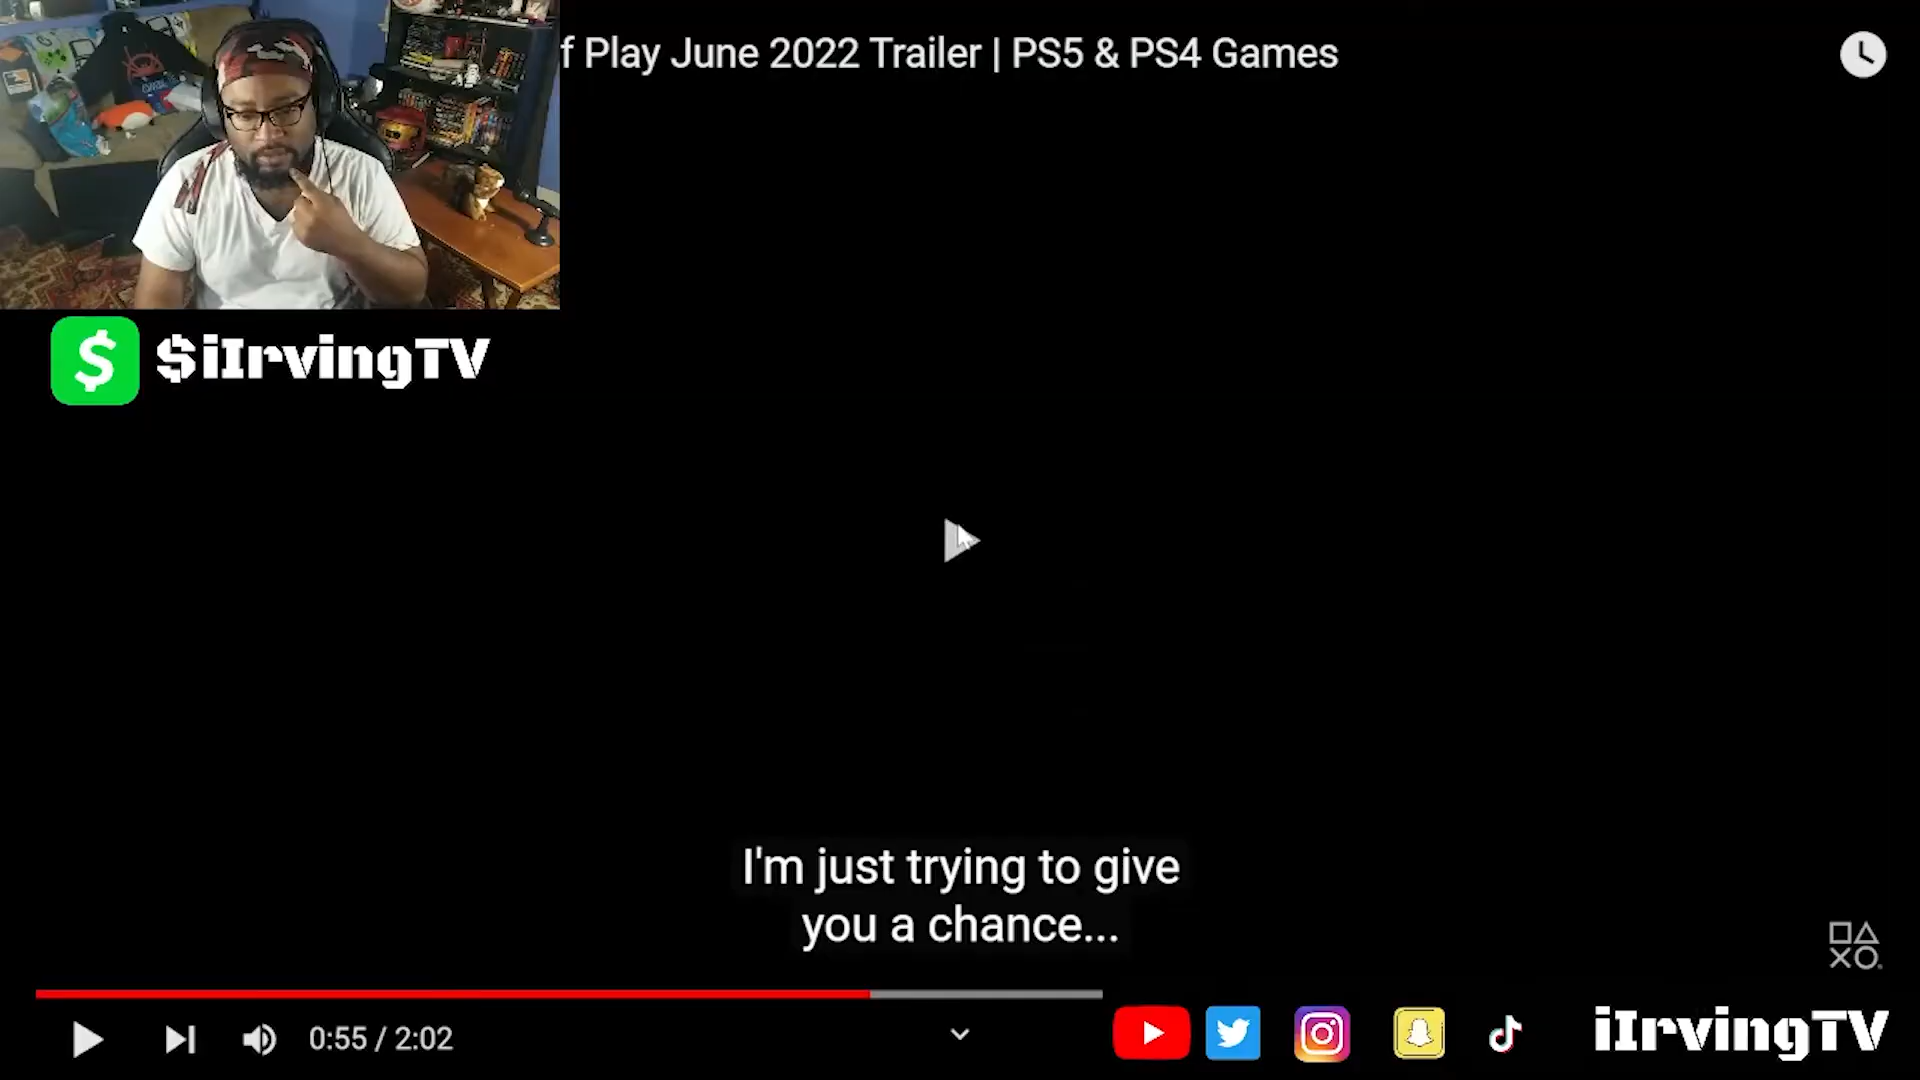 f Play June 2022 Trailer | PS5 & PS4 Games
$iIrvingTV
I'm just trying to give
you a chance...
0:55 / 2:02
iIrvingTV